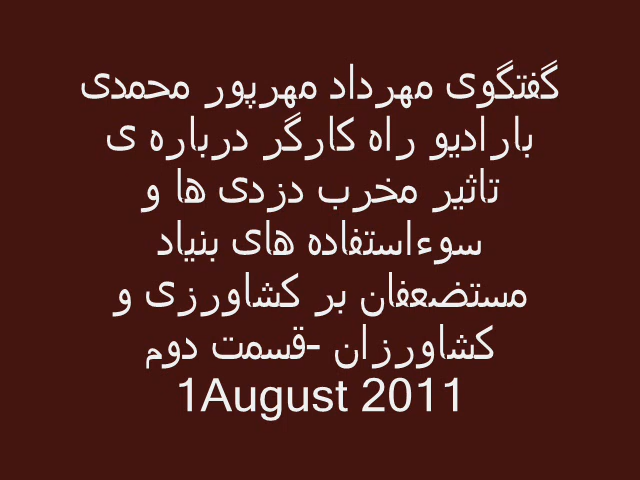 گفتگوی مهرداد مهرپور محمدی
بارادیو راه کارگر درباره ی
تاثیر مخرب دزدی ها و
سوءاستفاده های بنیاد
مستضعفان بر کشاورزی و
کشاورزان -قسمت دوم
1August 2011